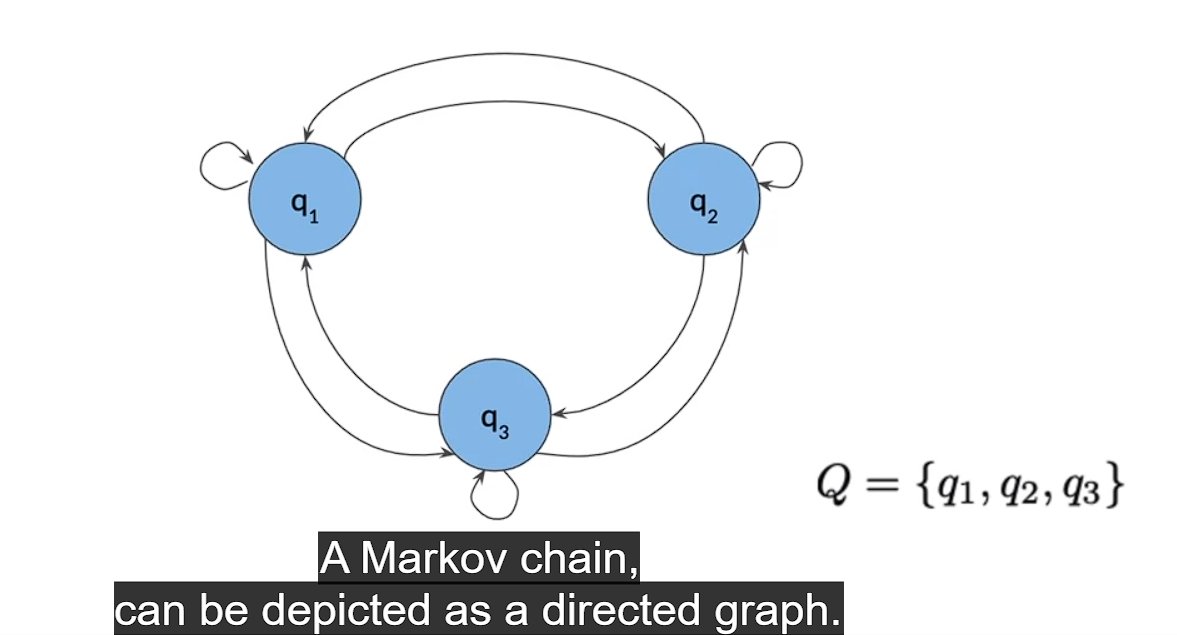 q₁
q₂
q₃
Q = {q₁, q₂, q₃}
A Markov chain,
can be depicted as a directed graph.